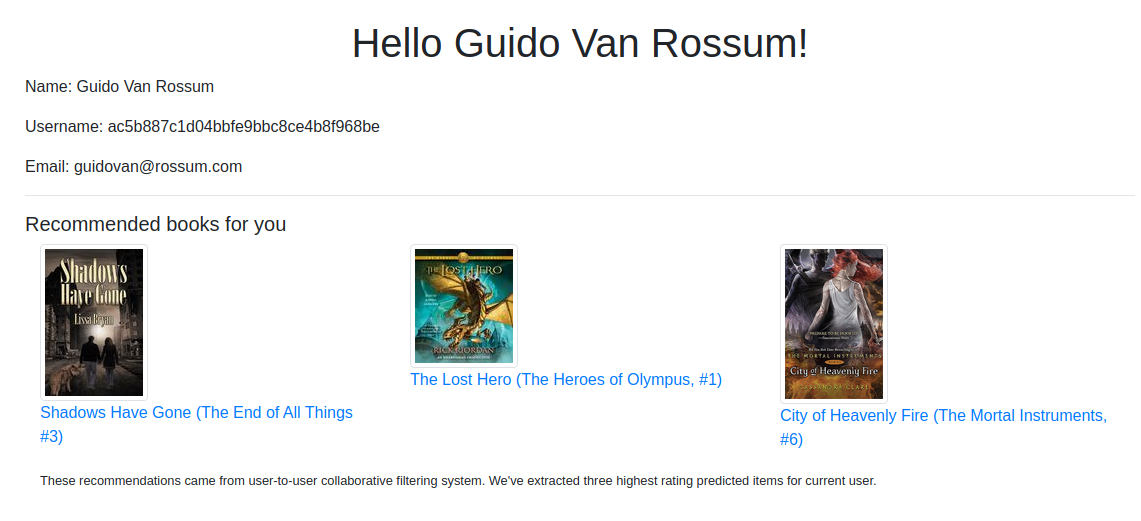 Hello Guido Van Rossum!
Name: Guido Van Rossum
Username: ac5b887c1d04bbfe9bbc8ce4b8f968be
Email: guidovan@rossum.com
Recommended books for you
Shadows
Have Gone
Lissa Bryan
Shadows Have Gone (The End of All Things
#3)
THE LOST HERO
RICK RIORDAN
The Lost Hero (The Heroes of Olympus, #1)
THE MORTAL INSTRUMENTS
City of Heavenly Fire
CASSANDRA CLARE
City of Heavenly Fire (The Mortal Instruments,
#6)
These recommendations came from user-to-user collaborative filtering system. We've extracted three highest rating predicted items for current user.